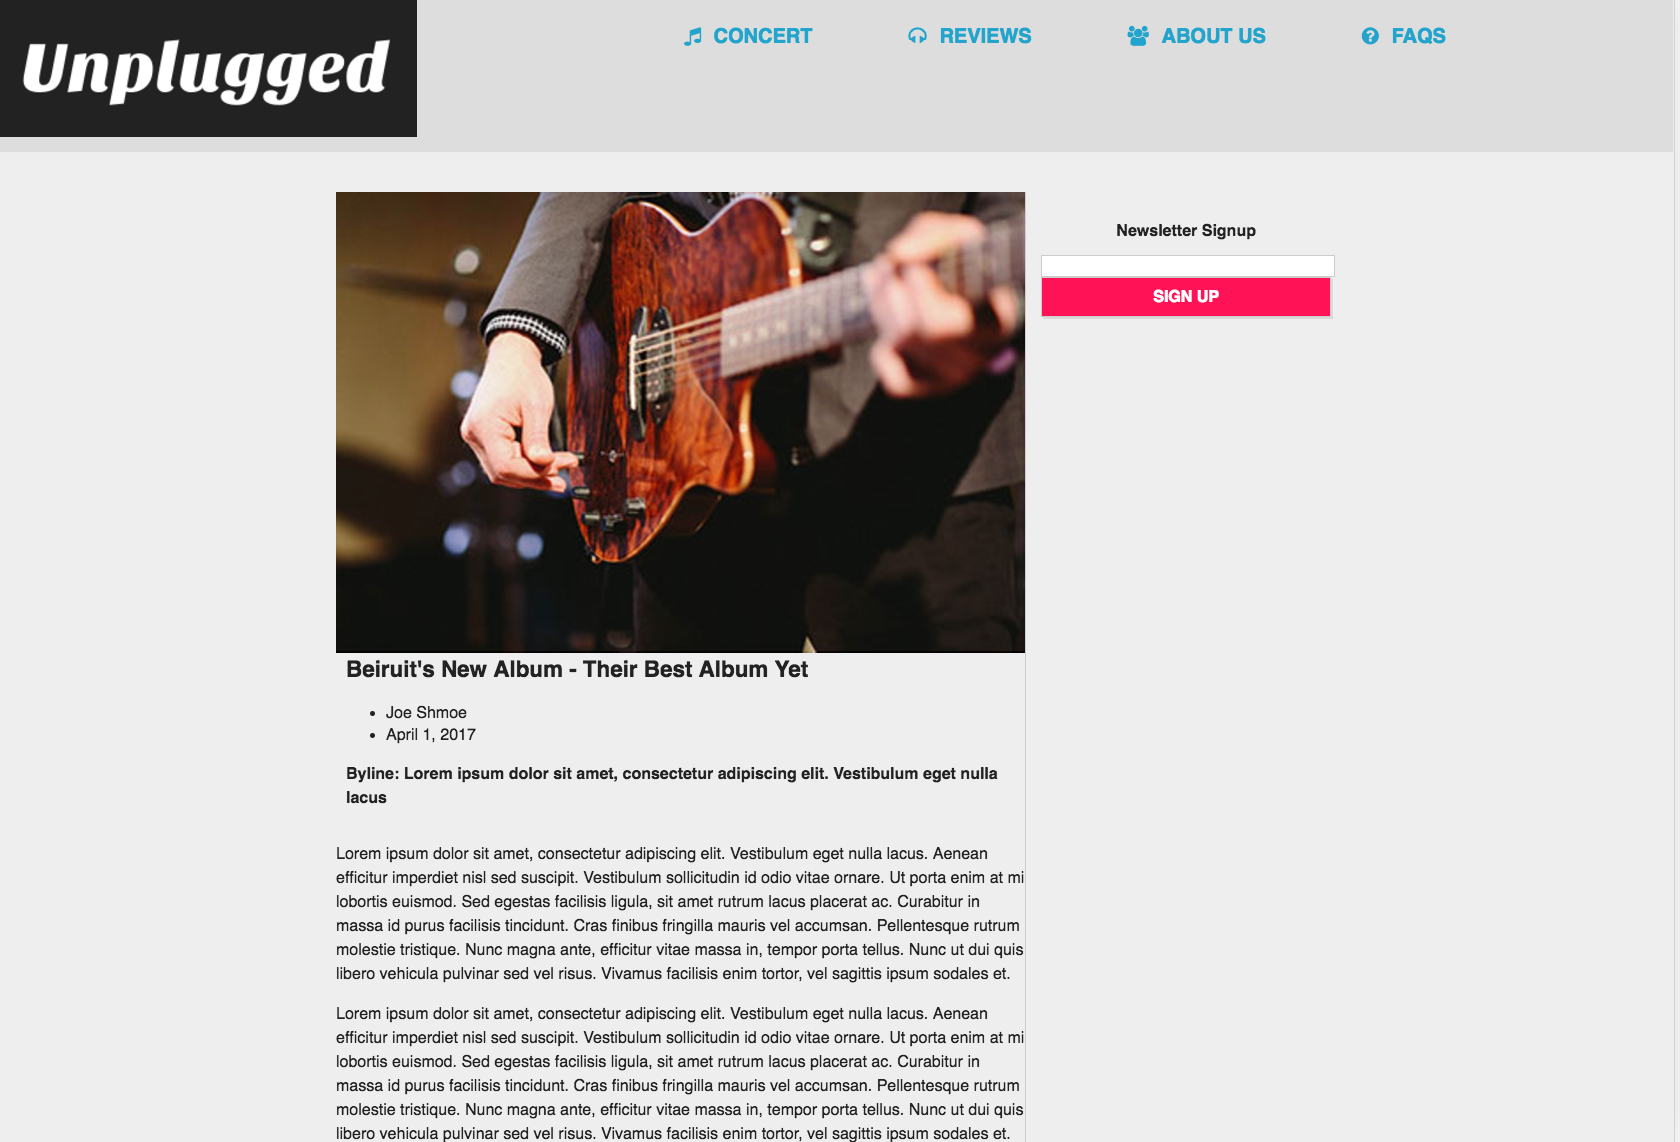 Unplugged
CONCERT
REVIEWS
ABOUT US
FAQS
Newsletter Signup
SIGN UP
Beiruit's New Album - Their Best Album Yet
Joe Shmoe
April 1, 2017
Byline: Lorem ipsum dolor sit amet, consectetur adipiscing elit. Vestibulum eget nulla
lacus
Lorem ipsum dolor sit amet, consectetur adipiscing elit. Vestibulum eget nulla lacus. Aenean
efficitur imperdiet nisl sed suscipit. Vestibulum sollicitudin id odio vitae ornare. Ut porta enim at mi
lobortis euismod. Sed egestas facilisis ligula, sit amet rutrum lacus placerat ac. Curabitur in
massa id purus facilisis tincidunt. Cras finibus fringilla mauris vel accumsan. Pellentesque rutrum
molestie tristique. Nunc magna ante, efficitur vitae massa in, tempor porta tellus. Nunc ut dui quis
libero vehicula pulvinar sed vel risus. Vivamus facilisis enim tortor, vel sagittis ipsum sodales et.
Lorem ipsum dolor sit amet, consectetur adipiscing elit. Vestibulum eget nulla lacus. Aenean
efficitur imperdiet nisl sed suscipit. Vestibulum sollicitudin id odio vitae ornare. Ut porta enim at mi
lobortis euismod. Sed egestas facilisis ligula, sit amet rutrum lacus placerat ac. Curabitur in
massa id purus facilisis tincidunt. Cras finibus fringilla mauris vel accumsan. Pellentesque rutrum
molestie tristique. Nunc magna ante, efficitur vitae massa in, tempor porta tellus. Nunc ut dui quis
libero vehicula pulvinar sed vel risus. Vivamus facilisis enim tortor, vel sagittis ipsum sodales et.